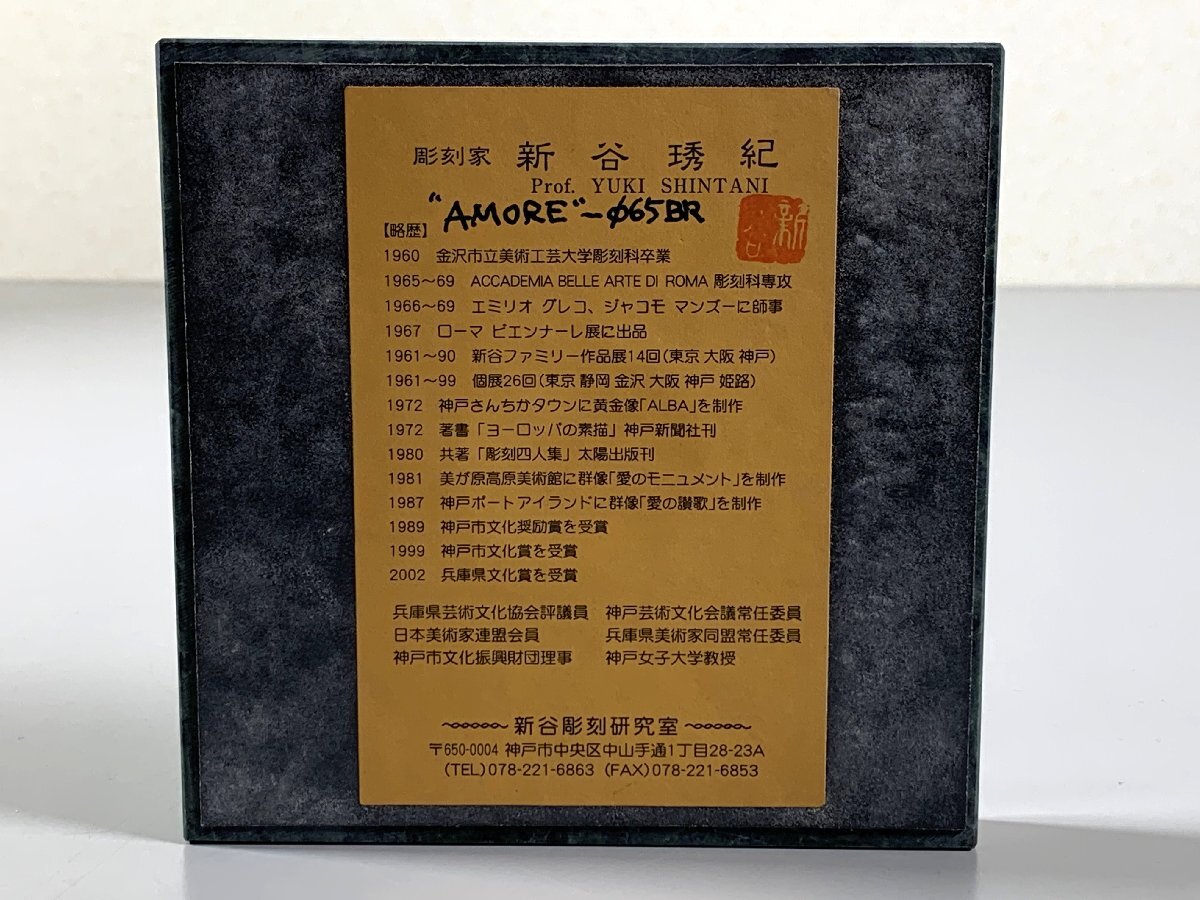 彫刻家 新谷琇紀
Prof. YUKI SHINTANI
"AMORE"-φ65BR
新谷
【略歴】
1960 金沢市立美術工芸大学彫刻科卒業
1965〜69 ACCADEMIA BELLE ARTE DI ROMA 彫刻科専攻
1966〜69 エミリオ グレコ、ジャコモ マンズーに師事
1967 ローマ ビエンナーレ展に出品
1961〜90 新谷ファミリー作品展14回(東京 大阪 神戸)
1961〜99 個展26回(東京 静岡 金沢 大阪 神戸 姫路)
1972 神戸さんちかタウンに黄金像「ALBA」を制作
1972 著書「ヨーロッパの素描」神戸新聞社刊
1980 共著「彫刻四人集」太陽出版刊
1981 美が原高原美術館に群像「愛のモニュメント」を制作
1987 神戸ポートアイランドに群像「愛の讃歌」を制作
1989 神戸市文化奨励賞を受賞
1999 神戸市文化賞を受賞
2002 兵庫県文化賞を受賞
兵庫県芸術文化協会評議員 神戸芸術文化会議常任委員
日本美術家連盟会員 兵庫県美術家同盟常任委員
神戸市文化振興財団理事 神戸女子大学教授
新谷彫刻研究室
〒650-0004 神戸市中央区中山手通1丁目28-23A
(TEL)078-221-6863 (FAX)078-221-6853